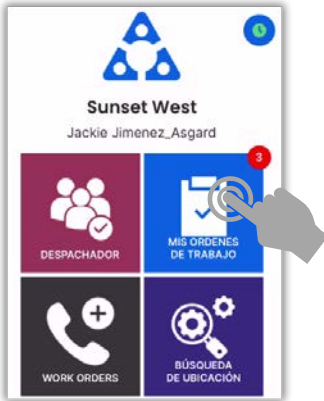 Sunset West
Jackie Jimenez_Asgard
3
DESPACHADOR
MIS ORDENES
DE TRABAJO
WORK ORDERS
BÚSQUEDA
DE UBICACIÓN